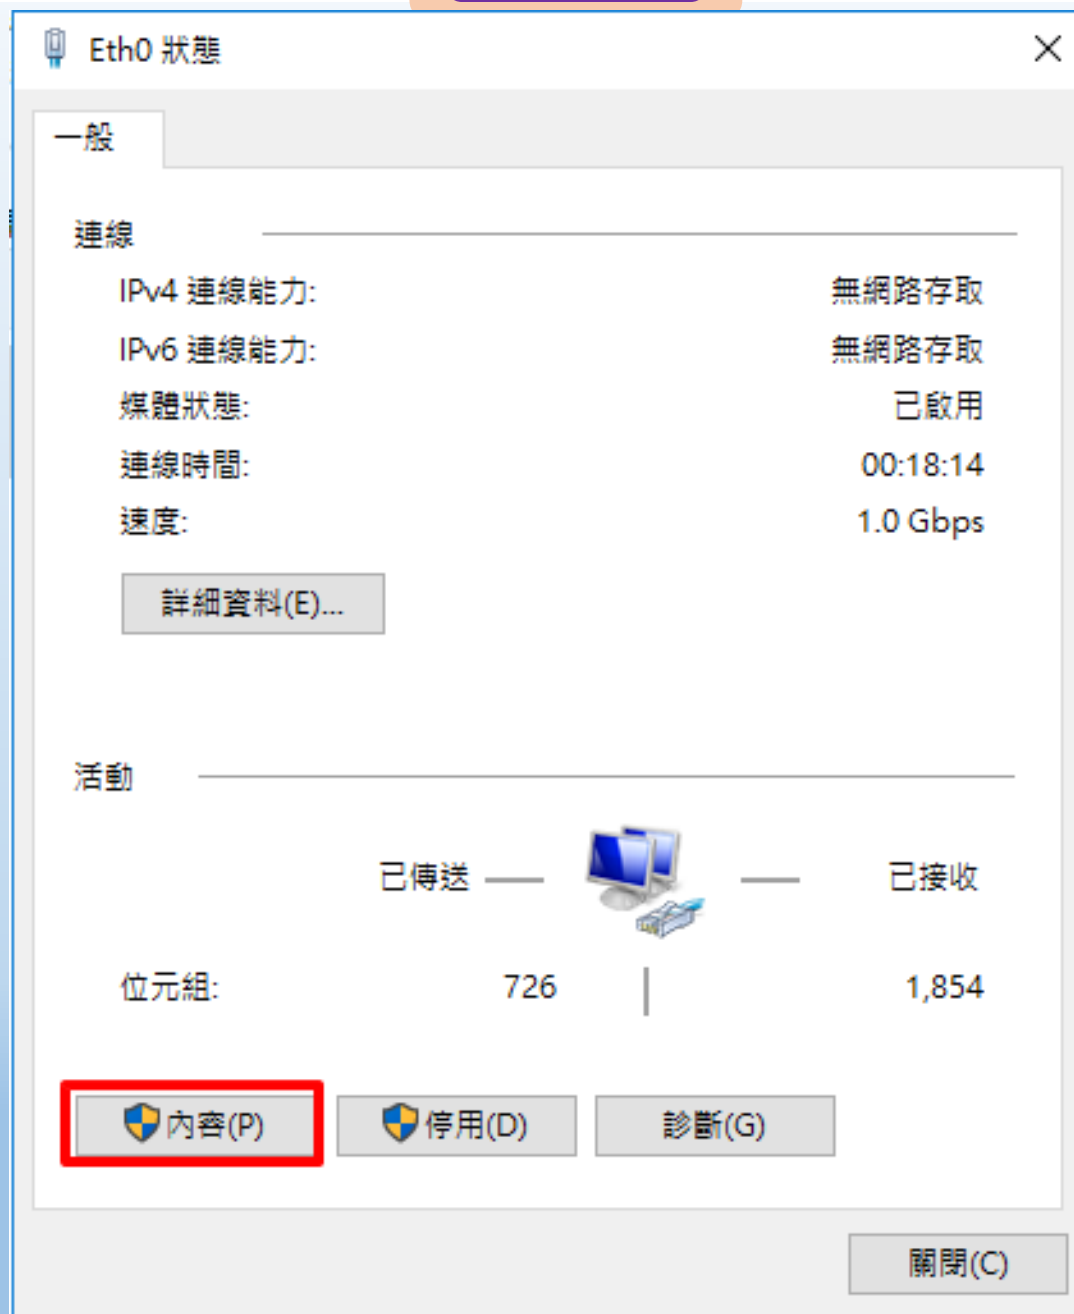 Eth0 狀態
一般
連線
IPv4 連線能力: 無網路存取
IPv6 連線能力: 無網路存取
媒體狀態: 已啟用
連線時間: 00:18:14
速度: 1.0 Gbps
詳細資料(E)...
活動
已傳送 已接收
位元組: 726 1,854
內容(P) 停用(D) 診斷(G)
關閉(C)